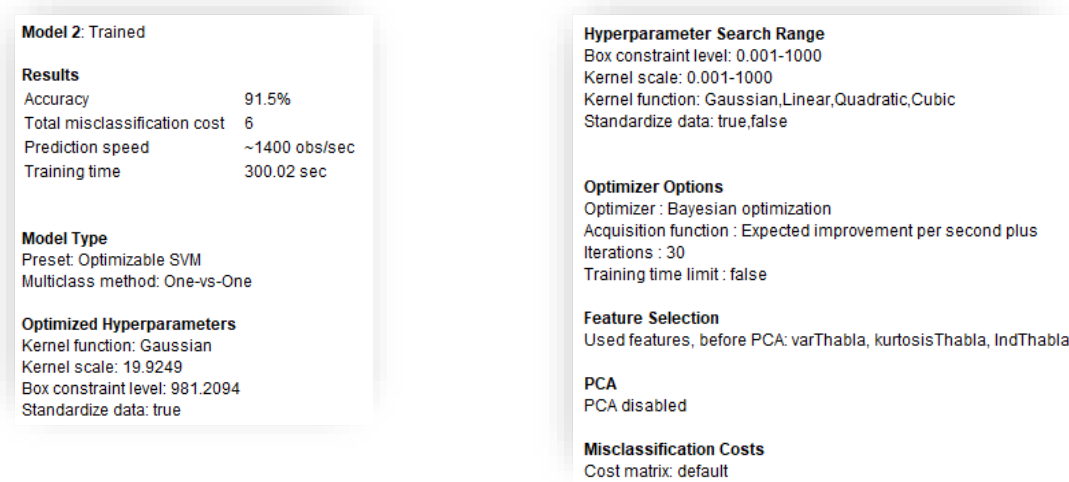 Model 2: Trained
Results
Accuracy 91.5%
Total misclassification cost 6
Prediction speed ~1400 obs/sec
Training time 300.02 sec
Model Type
Preset: Optimizable SVM
Multiclass method: One-vs-One
Optimized Hyperparameters
Kernel function: Gaussian
Kernel scale: 19.9249
Box constraint level: 981.2094
Standardize data: true
Hyperparameter Search Range
Box constraint level: 0.001-1000
Kernel scale: 0.001-1000
Kernel function: Gaussian,Linear,Quadratic,Cubic
Standardize data: true,false
Optimizer Options
Optimizer : Bayesian optimization
Acquisition function : Expected improvement per second plus
Iterations : 30
Training time limit : false
Feature Selection
Used features, before PCA: varThabla, kurtosisThabla, IndThabla
PCA
PCA disabled
Misclassification Costs
Cost matrix: default